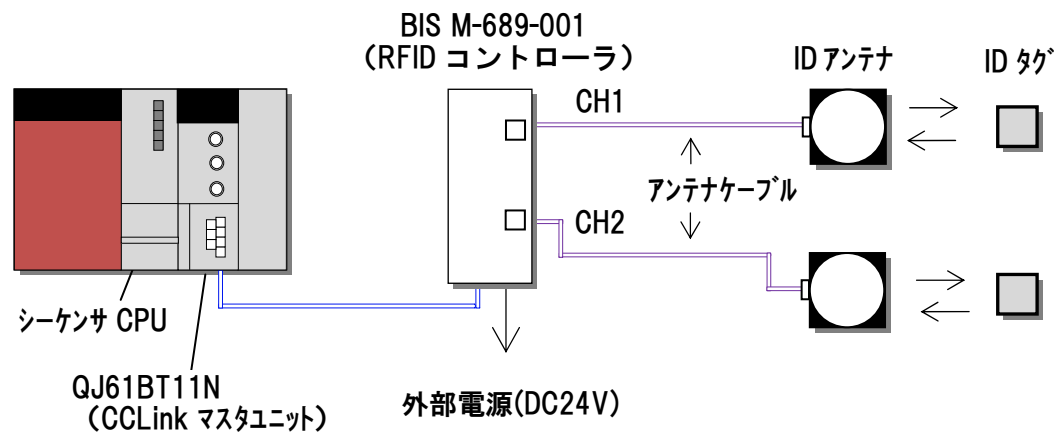 BIS M-689-001
（RFID コントローラ）
ID ｱﾝﾃﾅ
ID ﾀｸﾞ
CH1
ｱﾝﾃﾅｹｰﾌﾞﾙ
CH2
ｼｰｹﾝｻ CPU
QJ61BT11N
（CCLink ﾏｽﾀﾕﾆｯﾄ）
外部電源(DC24V)